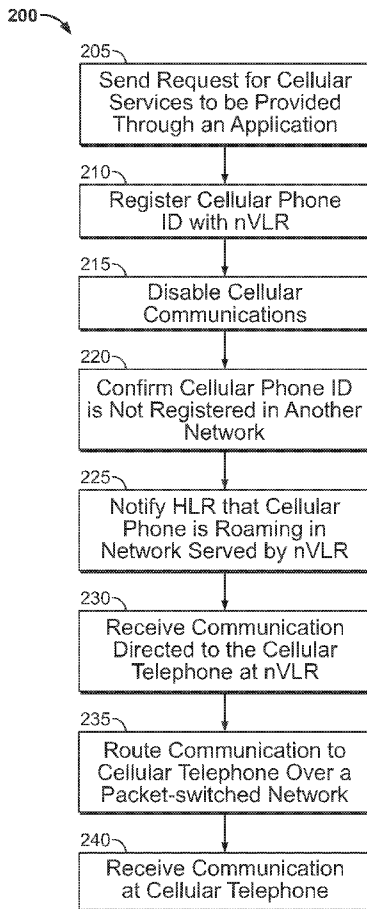 200
205
Send Request for Cellular
Services to be Provided
Through an Application
210
Register Cellular Phone
ID with nVLR
215
Disable Cellular
Communications
220
Confirm Cellular Phone ID
is Not Registered in Another
Network
225
Notify HLR that Cellular
Phone is Roaming in
Network Served by nVLR
230
Receive Communication
Directed to the Cellular
Telephone at nVLR
235
Route Communication to
Cellular Telephone Over a
Packet-switched Network
240
Receive Communication
at Cellular Telephone